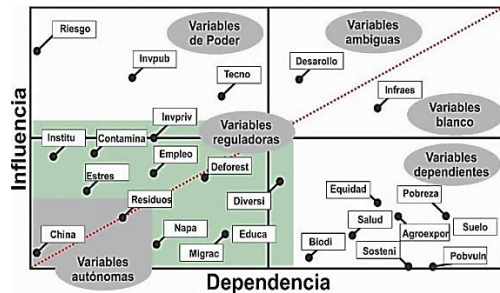 Riesgo
Variables
de Poder
Invpub
Tecno
Variables
ambiguas
Desarollo
Infraes
Variables
blanco
Influencia
Institu
Contamina
Invpriv
Variables
reguladoras
Estres
Empleo
Deforest
Diversi
Variables
dependientes
Residuos
Equidad
Pobreza
China
Napa
Educa
Migrac
Salud
Agroexpor
Suelo
Biodi
Sosteni
Pobvuln
Variables
autónomas
Dependencia